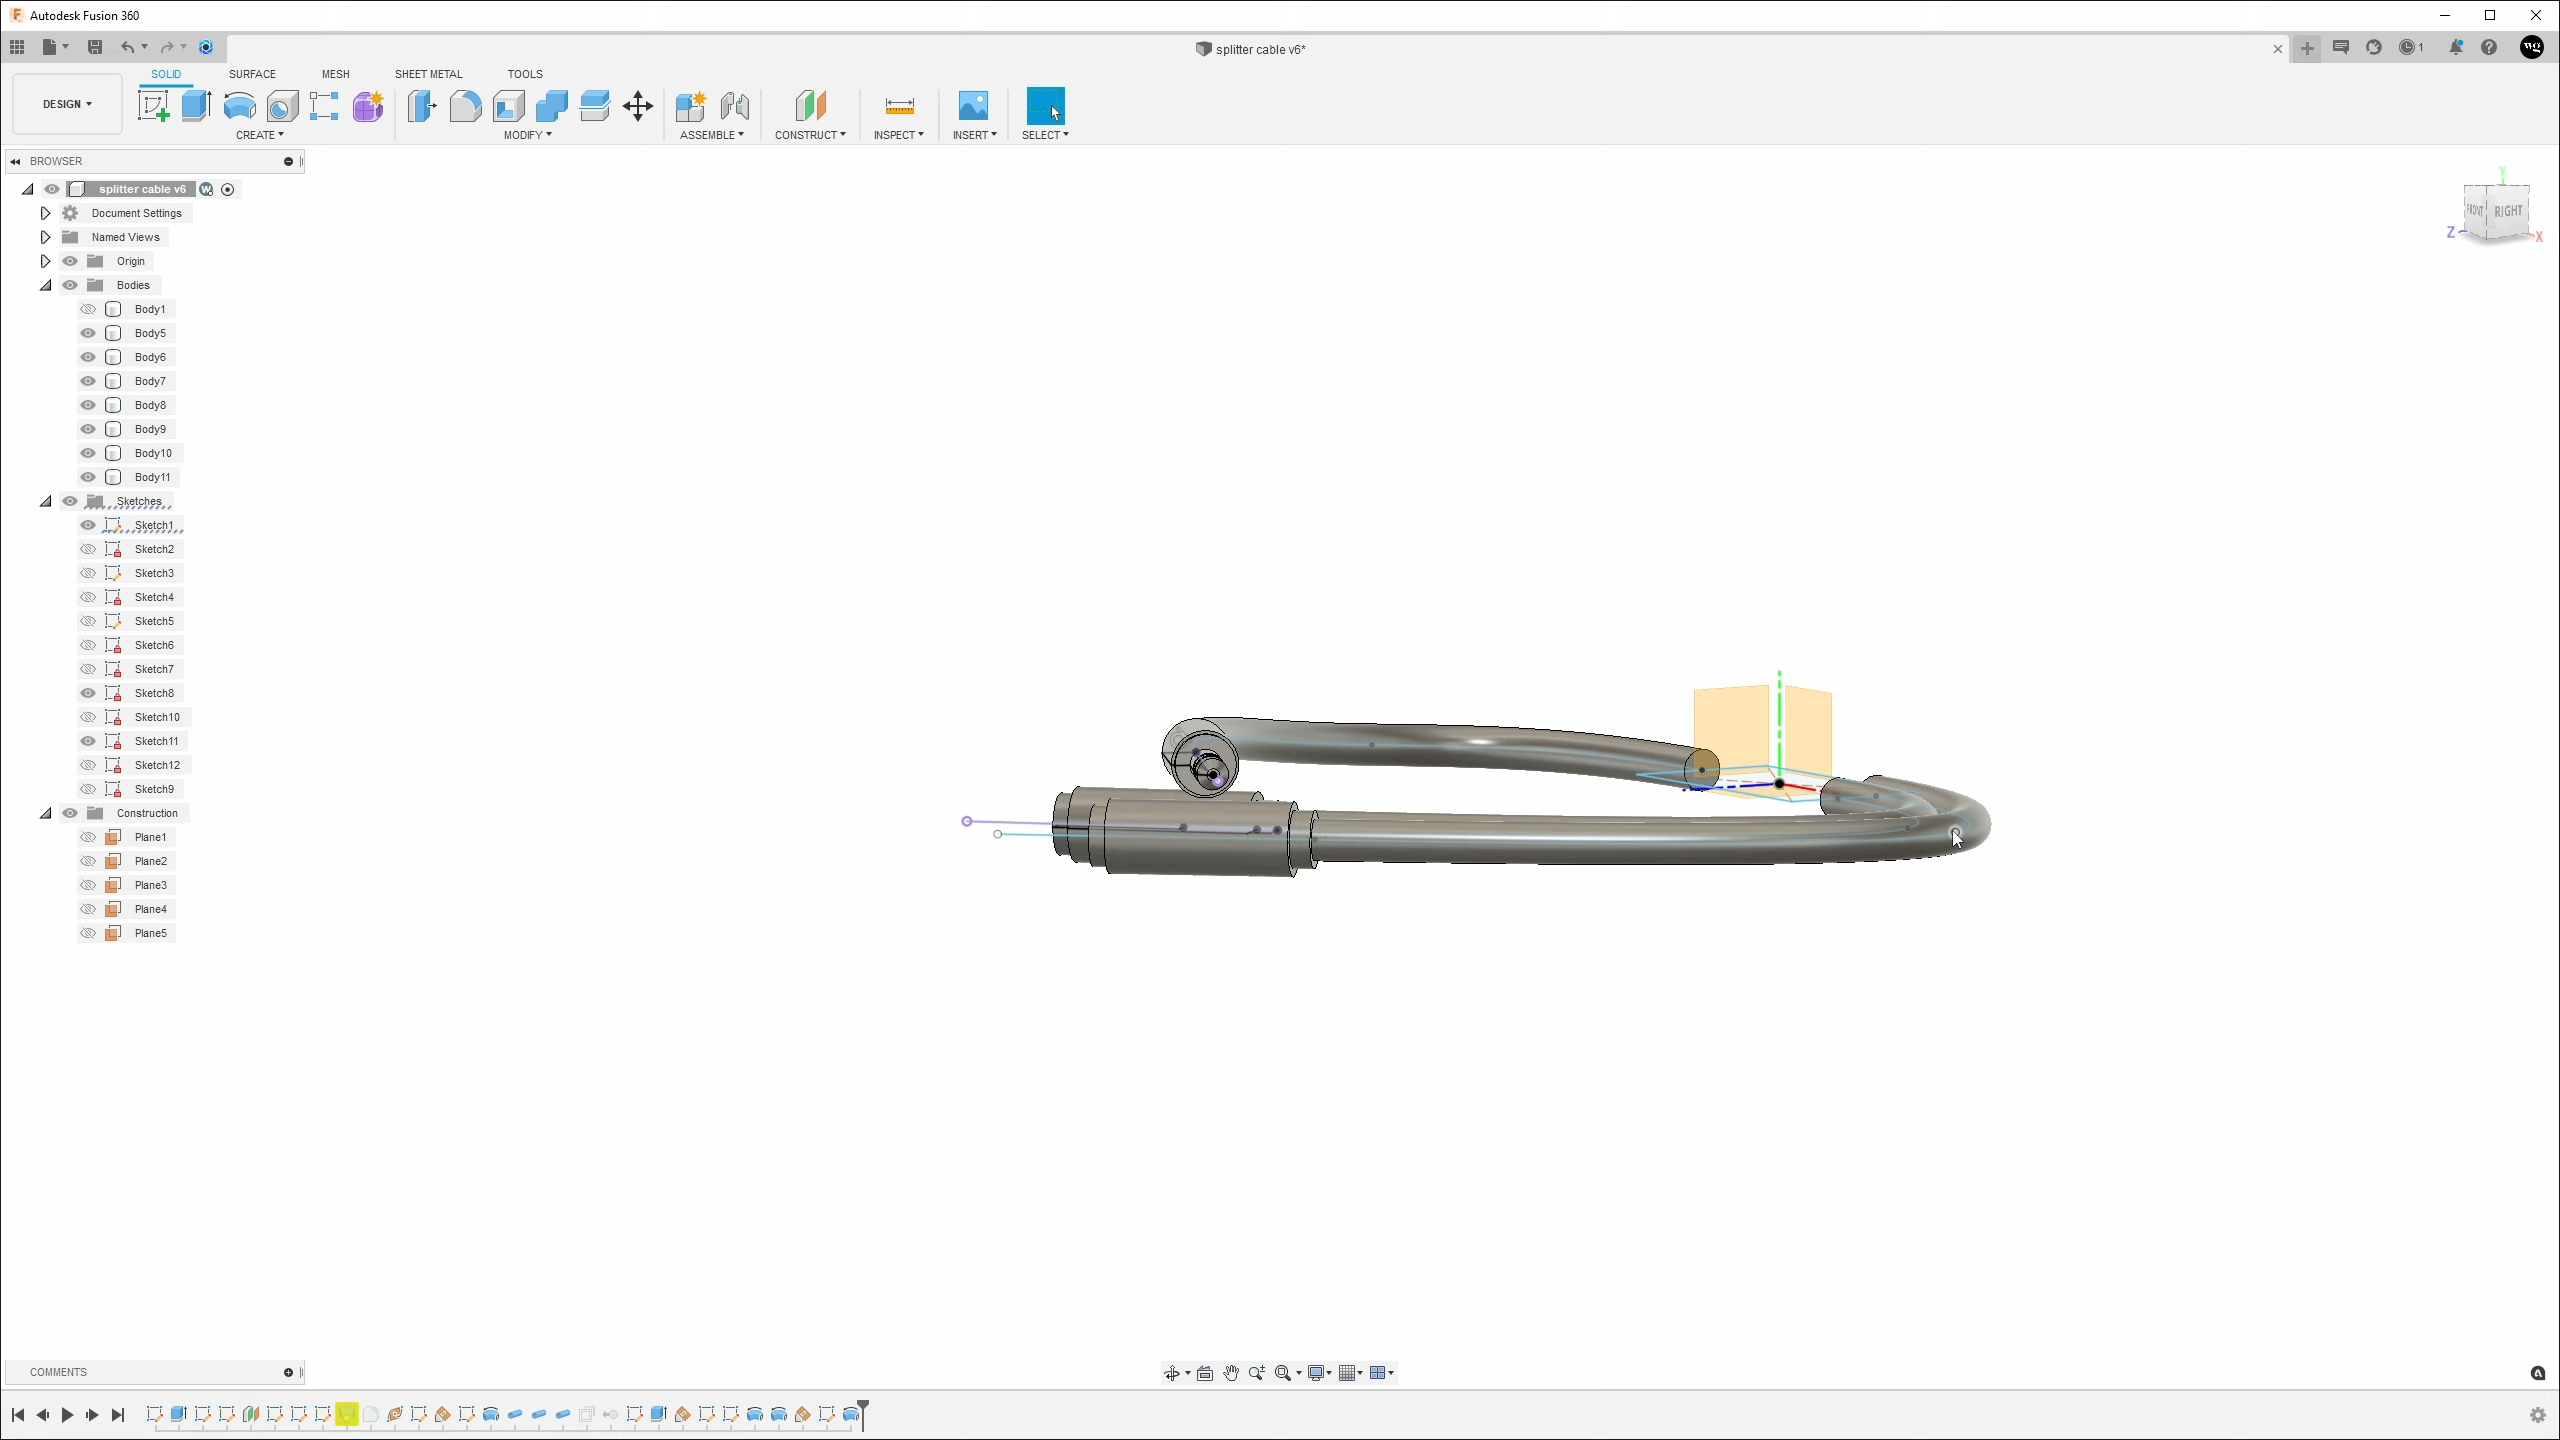 Autodesk Fusion 360
splitter cable v6*
1
wg
SOLID SURFACE MESH SHEET METAL TOOLS
DESIGN
CREATE MODIFY ASSEMBLE CONSTRUCT INSPECT INSERT SELECT
BROWSER
splitter cable v6
Document Settings
Named Views
Origin
Bodies
Body1
Body5
Body6
Body7
Body8
Body9
Body10
Body11
Sketches
Sketch1
Sketch2
Sketch3
Sketch4
Sketch5
Sketch6
Sketch7
Sketch8
Sketch10
Sketch11
Sketch12
Sketch9
Construction
Plane1
Plane2
Plane3
Plane4
Plane5
Y
FRONT RIGHT
Z X
COMMENTS